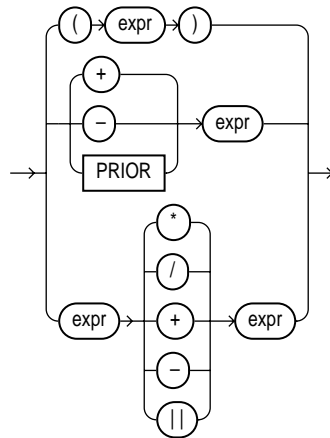 ( expr )
+
−
expr
PRIOR
*
/
expr + expr
−
||